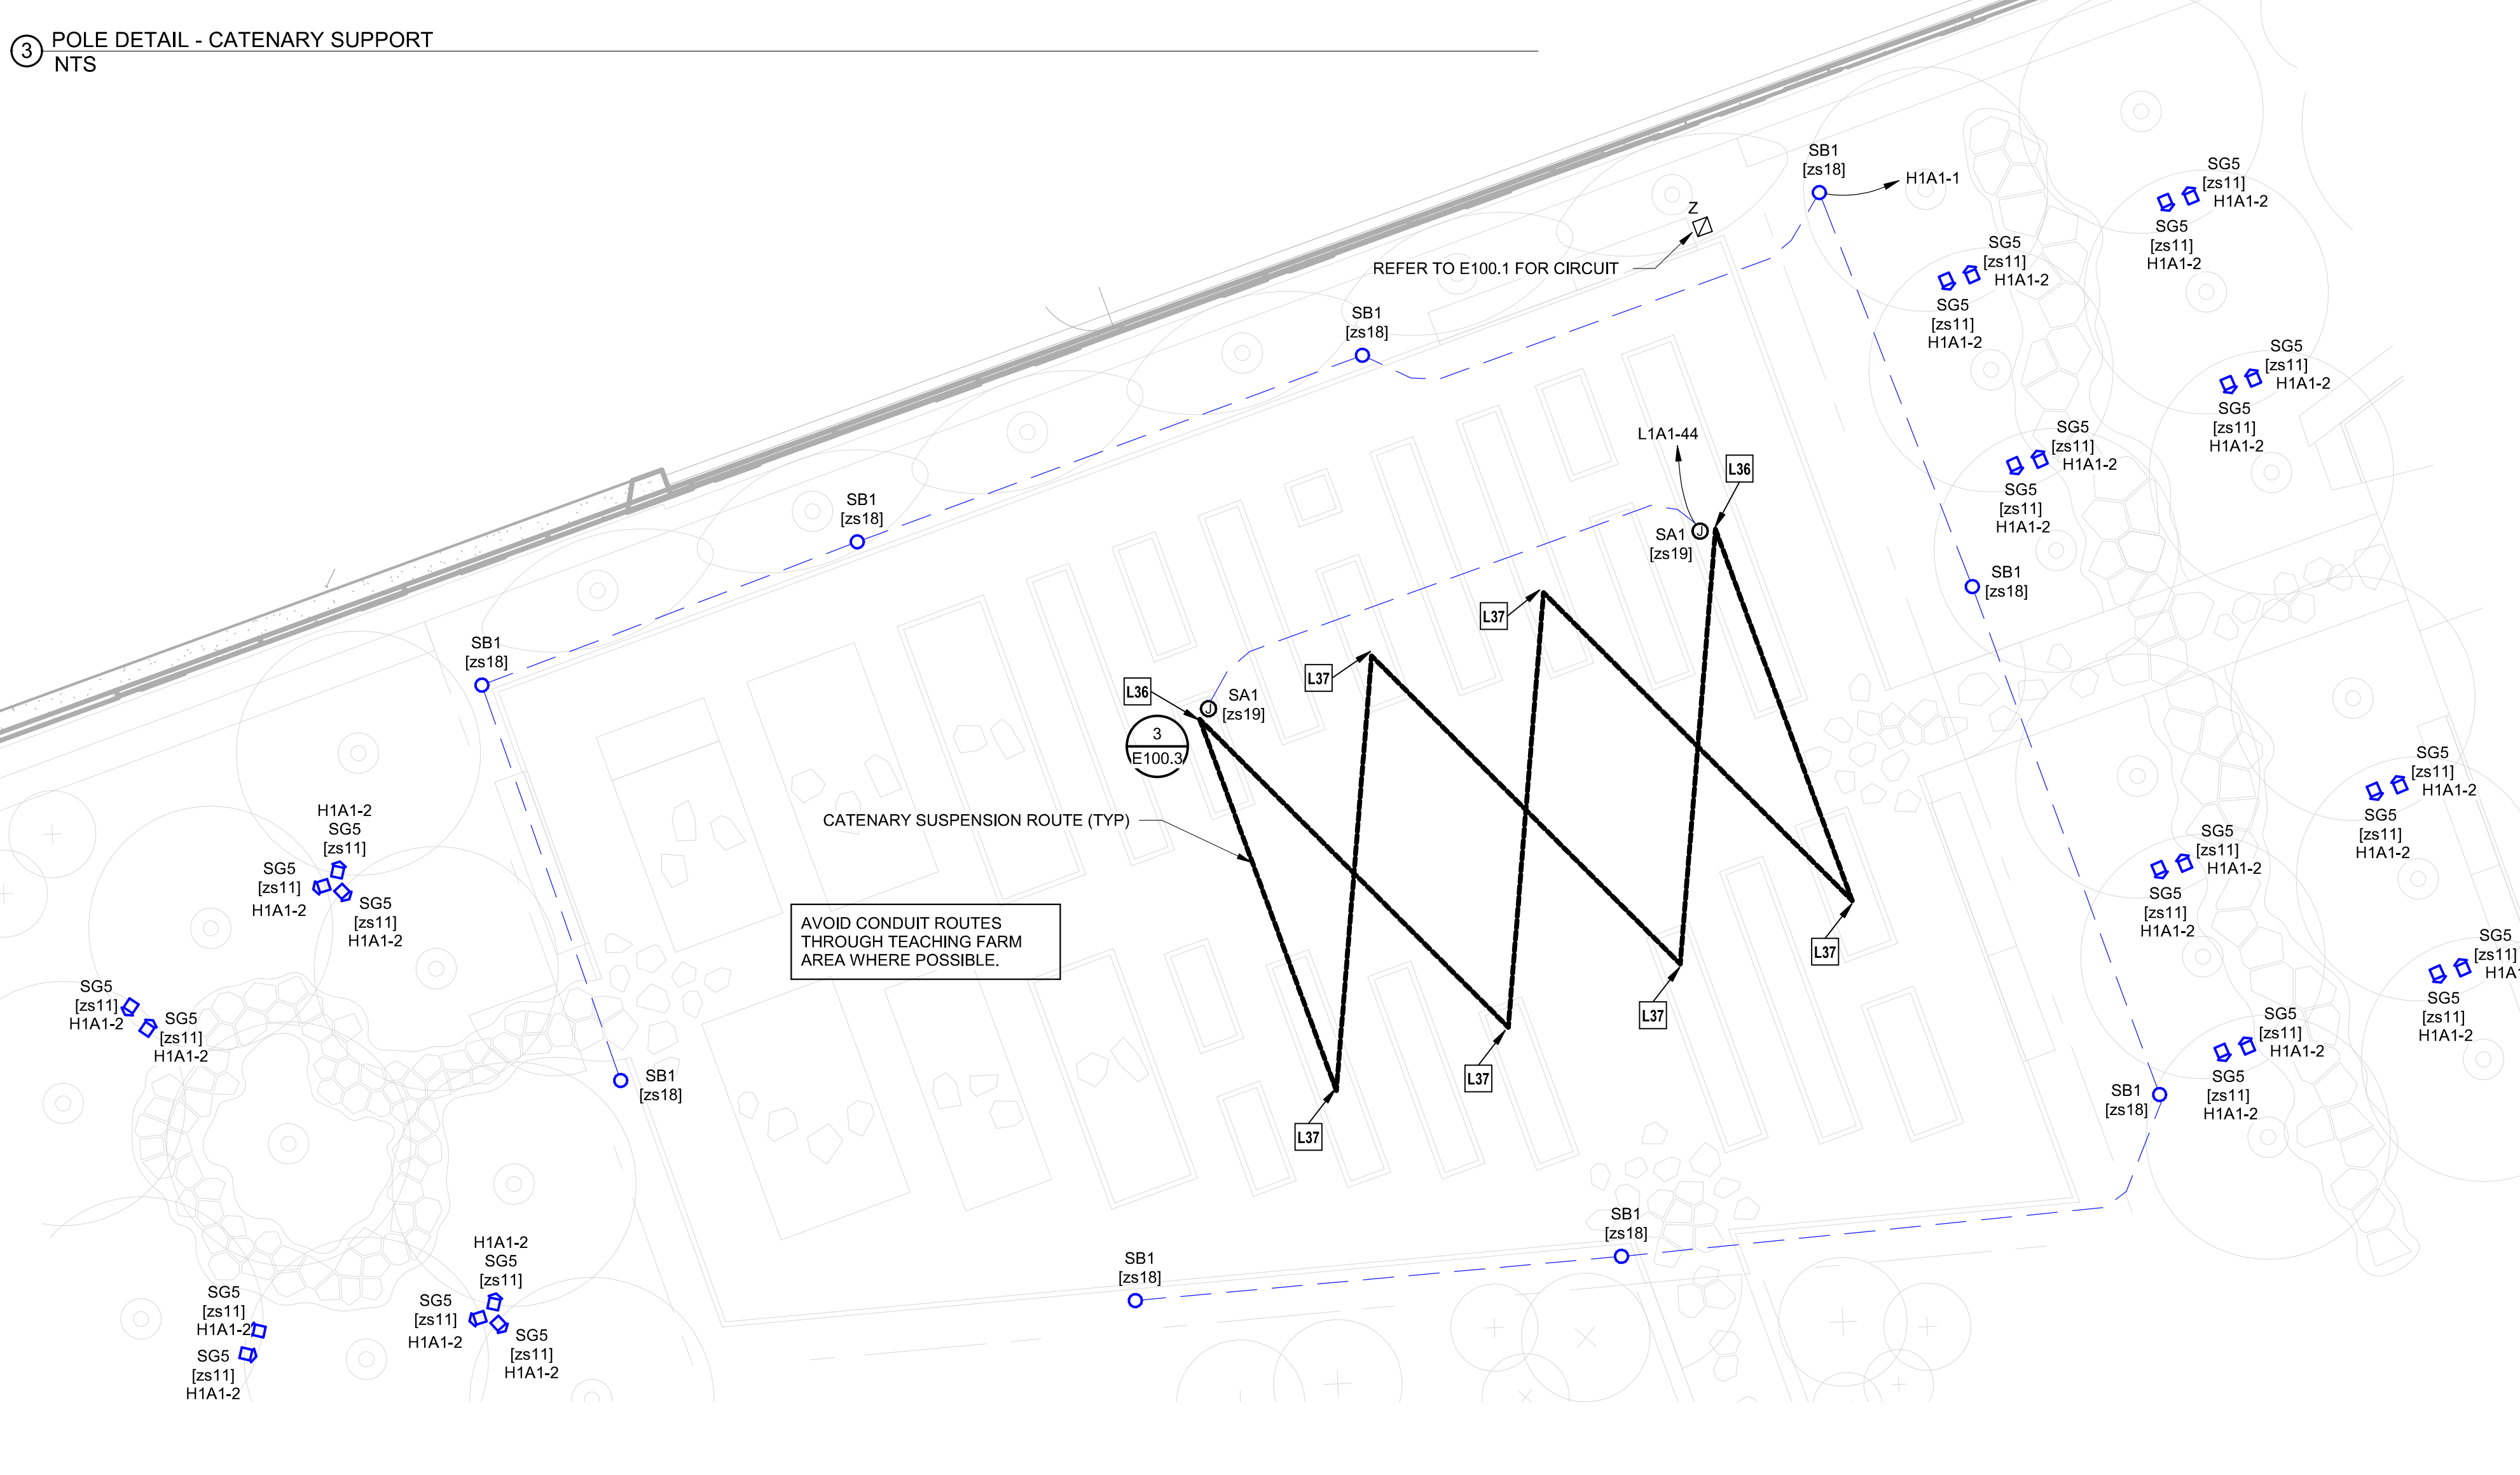 3 POLE DETAIL - CATENARY SUPPORT
NTS
SB1
[zs18]
H1A1-1
SG5
[zs11]
H1A1-2
SG5
[zs11]
H1A1-2
Z
REFER TO E100.1 FOR CIRCUIT
SG5
[zs11]
H1A1-2
SG5
[zs11]
H1A1-2
SB1
[zs18]
SG5
[zs11]
H1A1-2
SG5
[zs11]
H1A1-2
L1A1-44
L36
SG5
[zs11]
H1A1-2
SG5
[zs11]
H1A1-2
SB1
[zs18]
J
SA1
[zs19]
SB1
[zs18]
L37
SB1
[zs18]
L37
L36
J
SA1
[zs19]
3
E100.3
CATENARY SUSPENSION ROUTE (TYP)
SG5
[zs11]
H1A1-2
SG5
[zs11]
H1A1-2
SG5
[zs11]
H1A1-2
SG5
[zs11]
H1A1-2
H1A1-2
SG5
[zs11]
SG5
[zs11]
H1A1-2
SG5
[zs11]
H1A1-2
AVOID CONDUIT ROUTES
THROUGH TEACHING FARM
AREA WHERE POSSIBLE.
L37
SG5
[zs11]
H1A1
SG5
[zs11]
H1A1-2
SG5
[zs11]
H1A1-2
SG5
[zs11]
H1A1-2
L37
SG5
[zs11]
H1A1-2
SG5
[zs11]
H1A1-2
L37
SB1
[zs18]
SB1
[zs18]
L37
SB1
[zs18]
SB1
[zs18]
H1A1-2
SG5
[zs11]
SG5
[zs11]
H1A1-2
SG5
[zs11]
H1A1-2
SG5
[zs11]
H1A1-2
SG5
[zs11]
H1A1-2